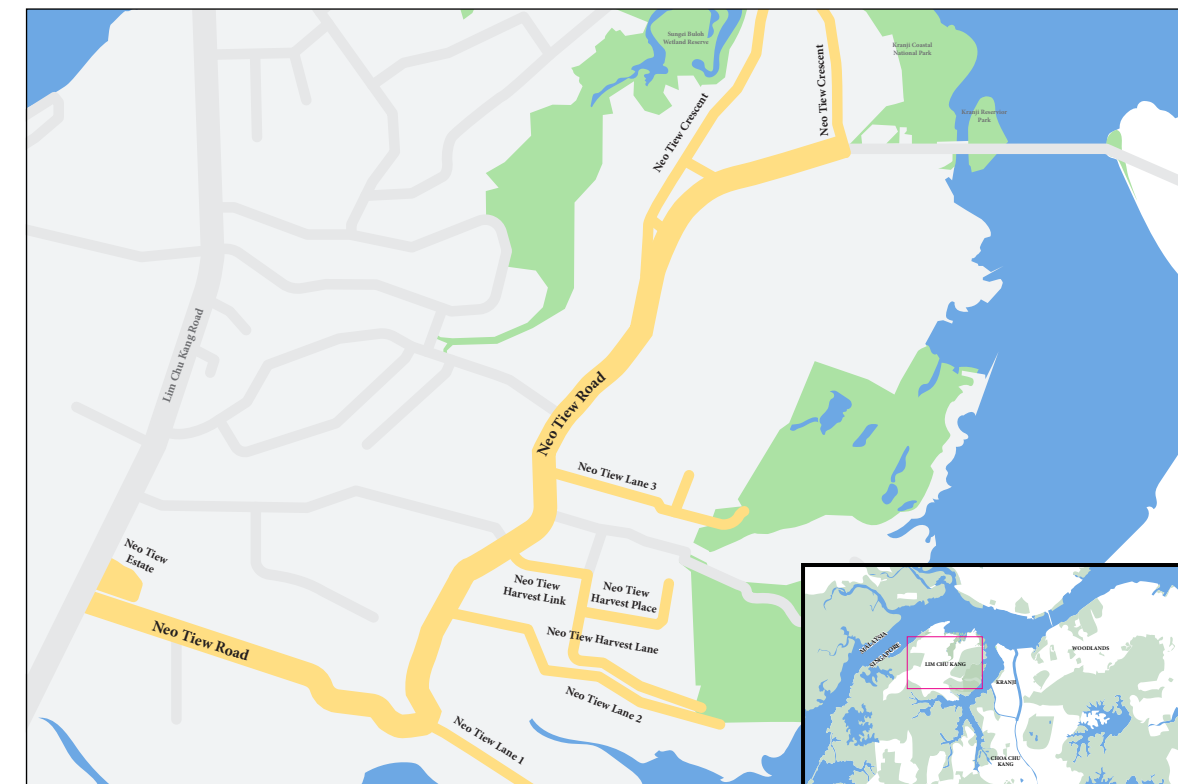 Sungei Buloh
Wetland Reserve
Kranji Coastal
National Park
Neo Tiew Crescent
Neo Tiew Crescent
Kranji Reservior
Park
Lim Chu Kang Road
Neo Tiew Road
Neo Tiew Lane 3
Neo Tiew
Estate
Neo Tiew
Harvest Link
Neo Tiew
Harvest Place
Neo Tiew Road
Neo Tiew Harvest Lane
Neo Tiew Lane 2
Neo Tiew Lane 1
MALAYSIA
SINGAPORE
LIM CHU KANG
WOODLANDS
KRANJI
CHOA CHU
KANG